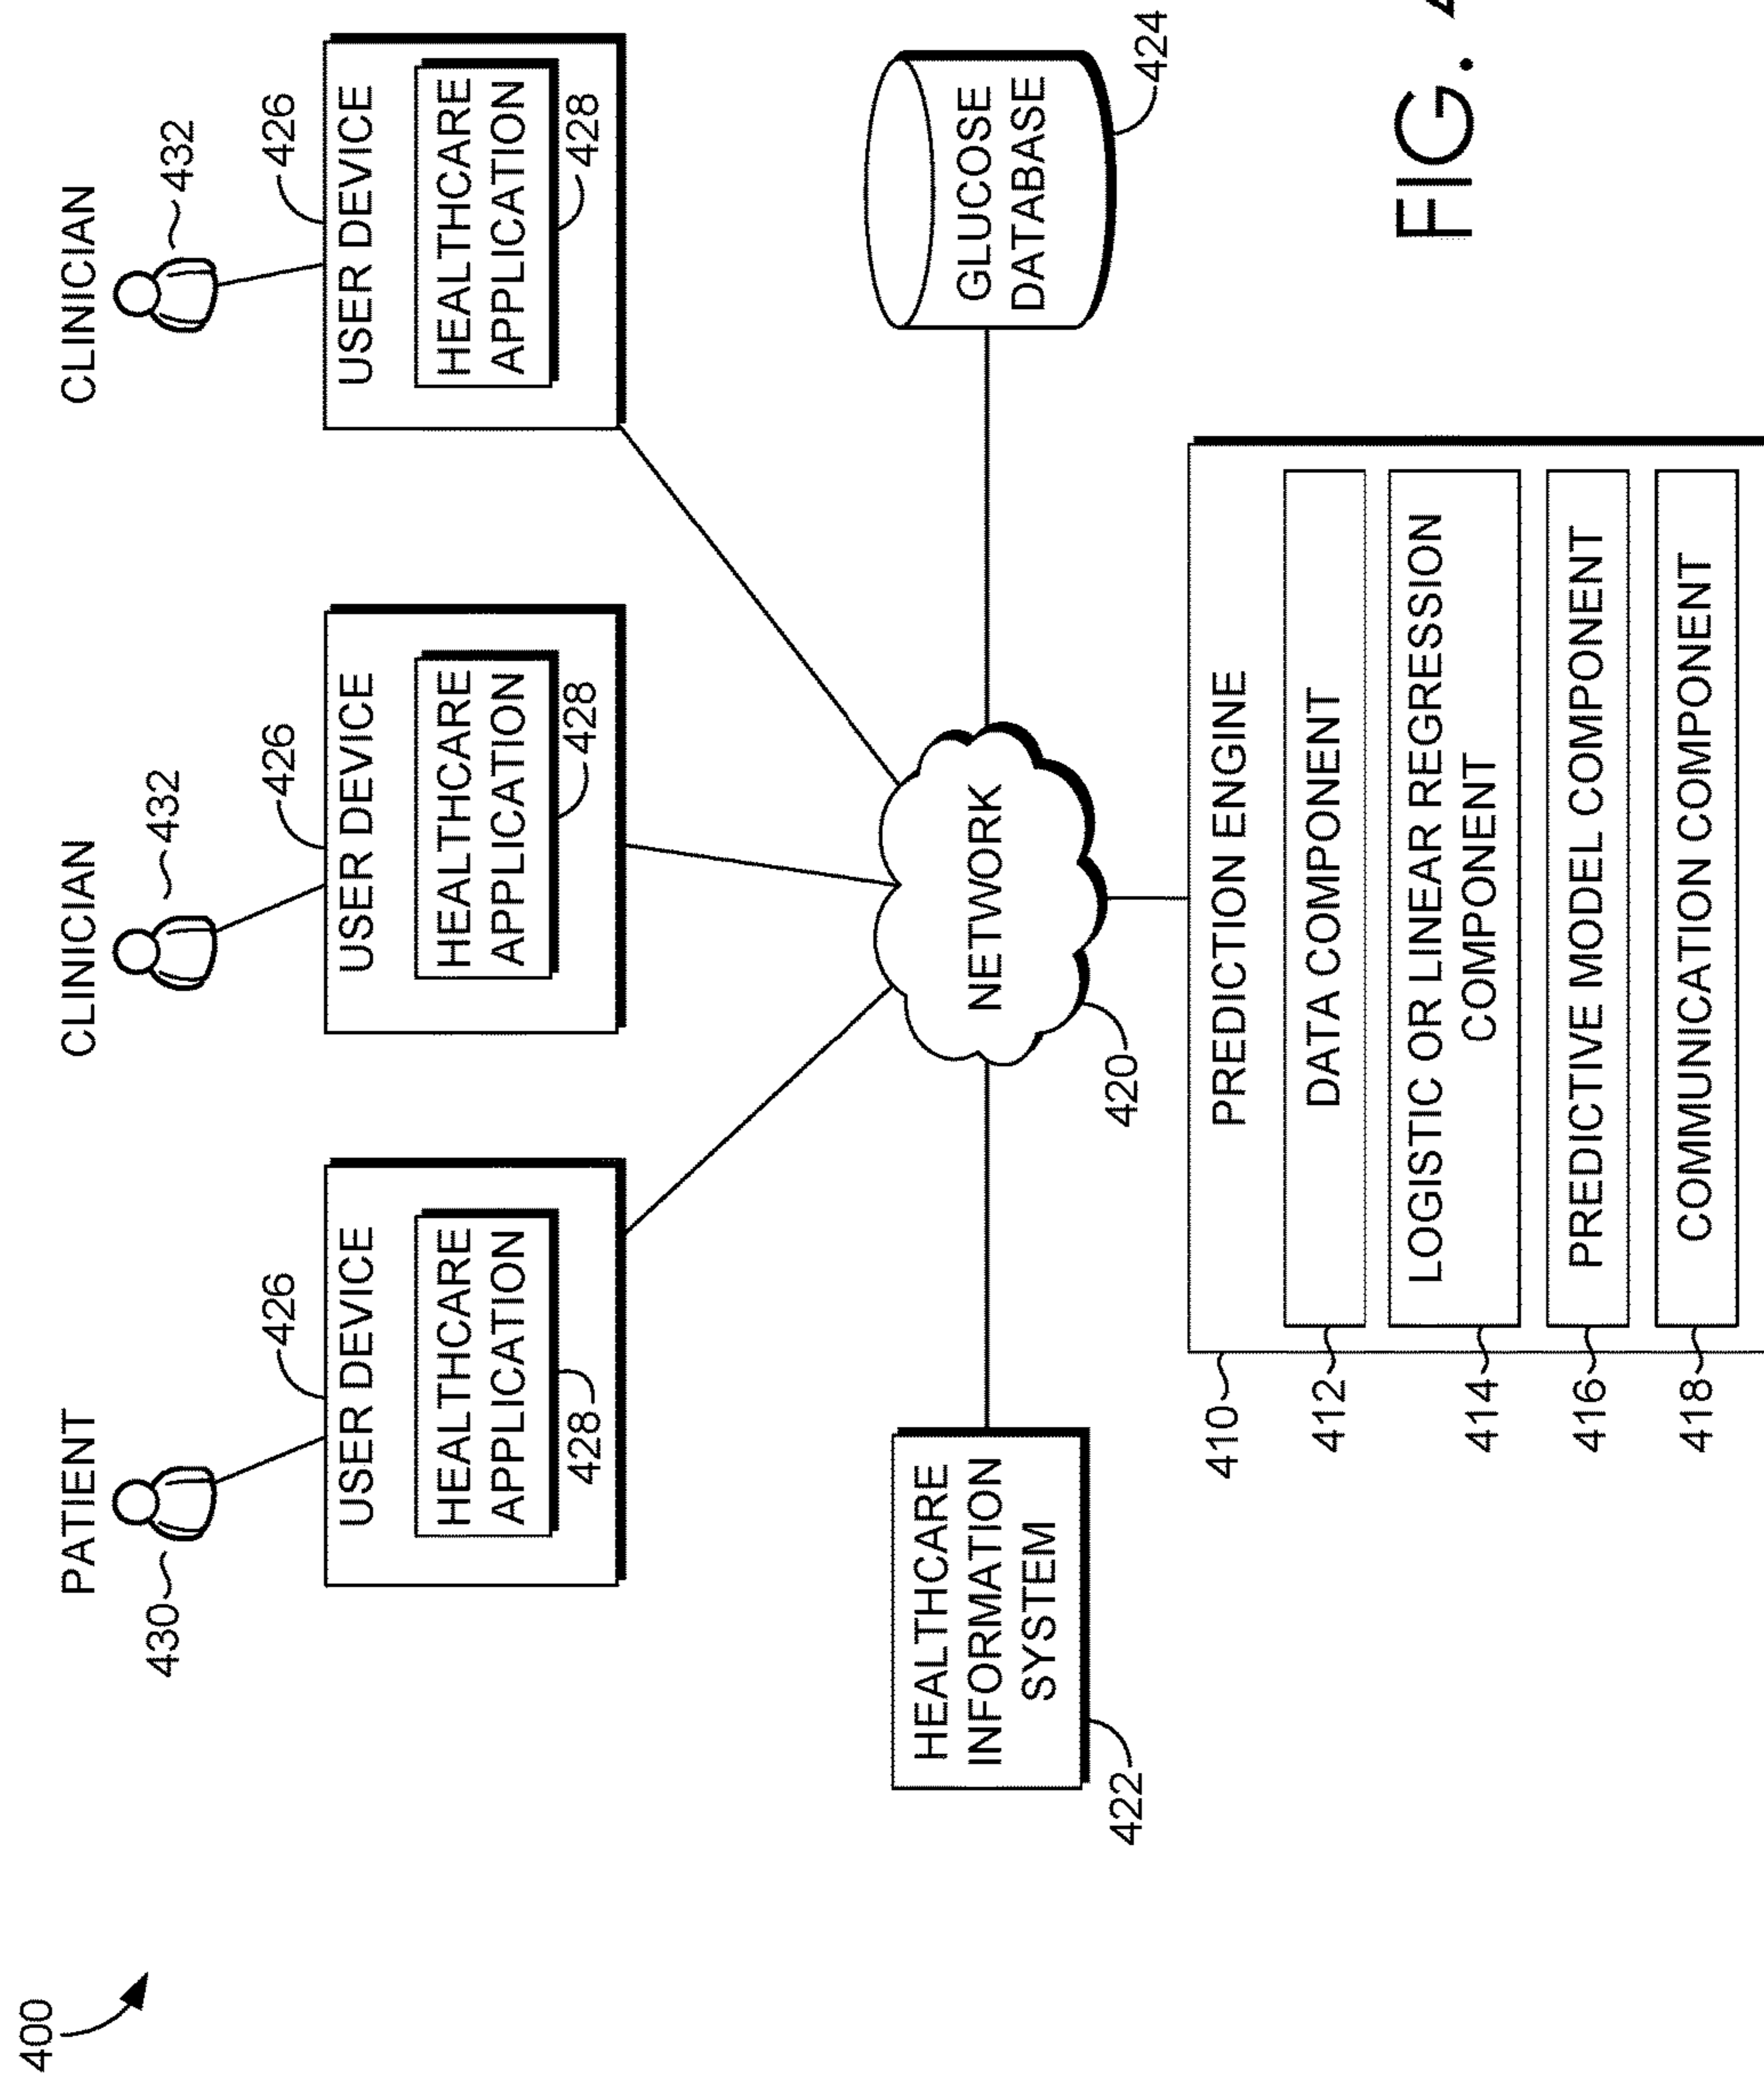 400
PATIENT
CLINICIAN
CLINICIAN
430
432
432
426
426
426
USER DEVICE
USER DEVICE
USER DEVICE
HEALTHCARE
APPLICATION
HEALTHCARE
APPLICATION
HEALTHCARE
APPLICATION
428
428
428
HEALTHCARE
INFORMATION
SYSTEM
NETWORK
GLUCOSE
DATABASE
422
420
424
410
PREDICTION ENGINE
412
DATA COMPONENT
414
LOGISTIC OR LINEAR REGRESSION
COMPONENT
416
PREDICTIVE MODEL COMPONENT
418
COMMUNICATION COMPONENT
FIG.